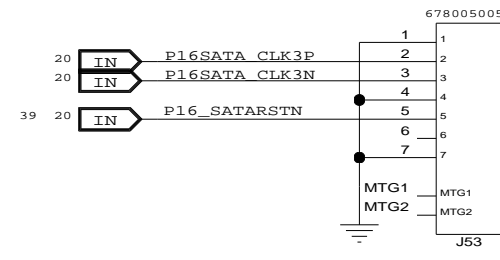 678005005
1 1
20 IN P16SATA_CLK3P 2 2
20 IN P16SATA_CLK3N 3 3
4 4
39 20 IN P16_SATARSTN 5 5
6 6
7 7
MTG1 MTG1
MTG2 MTG2
J53